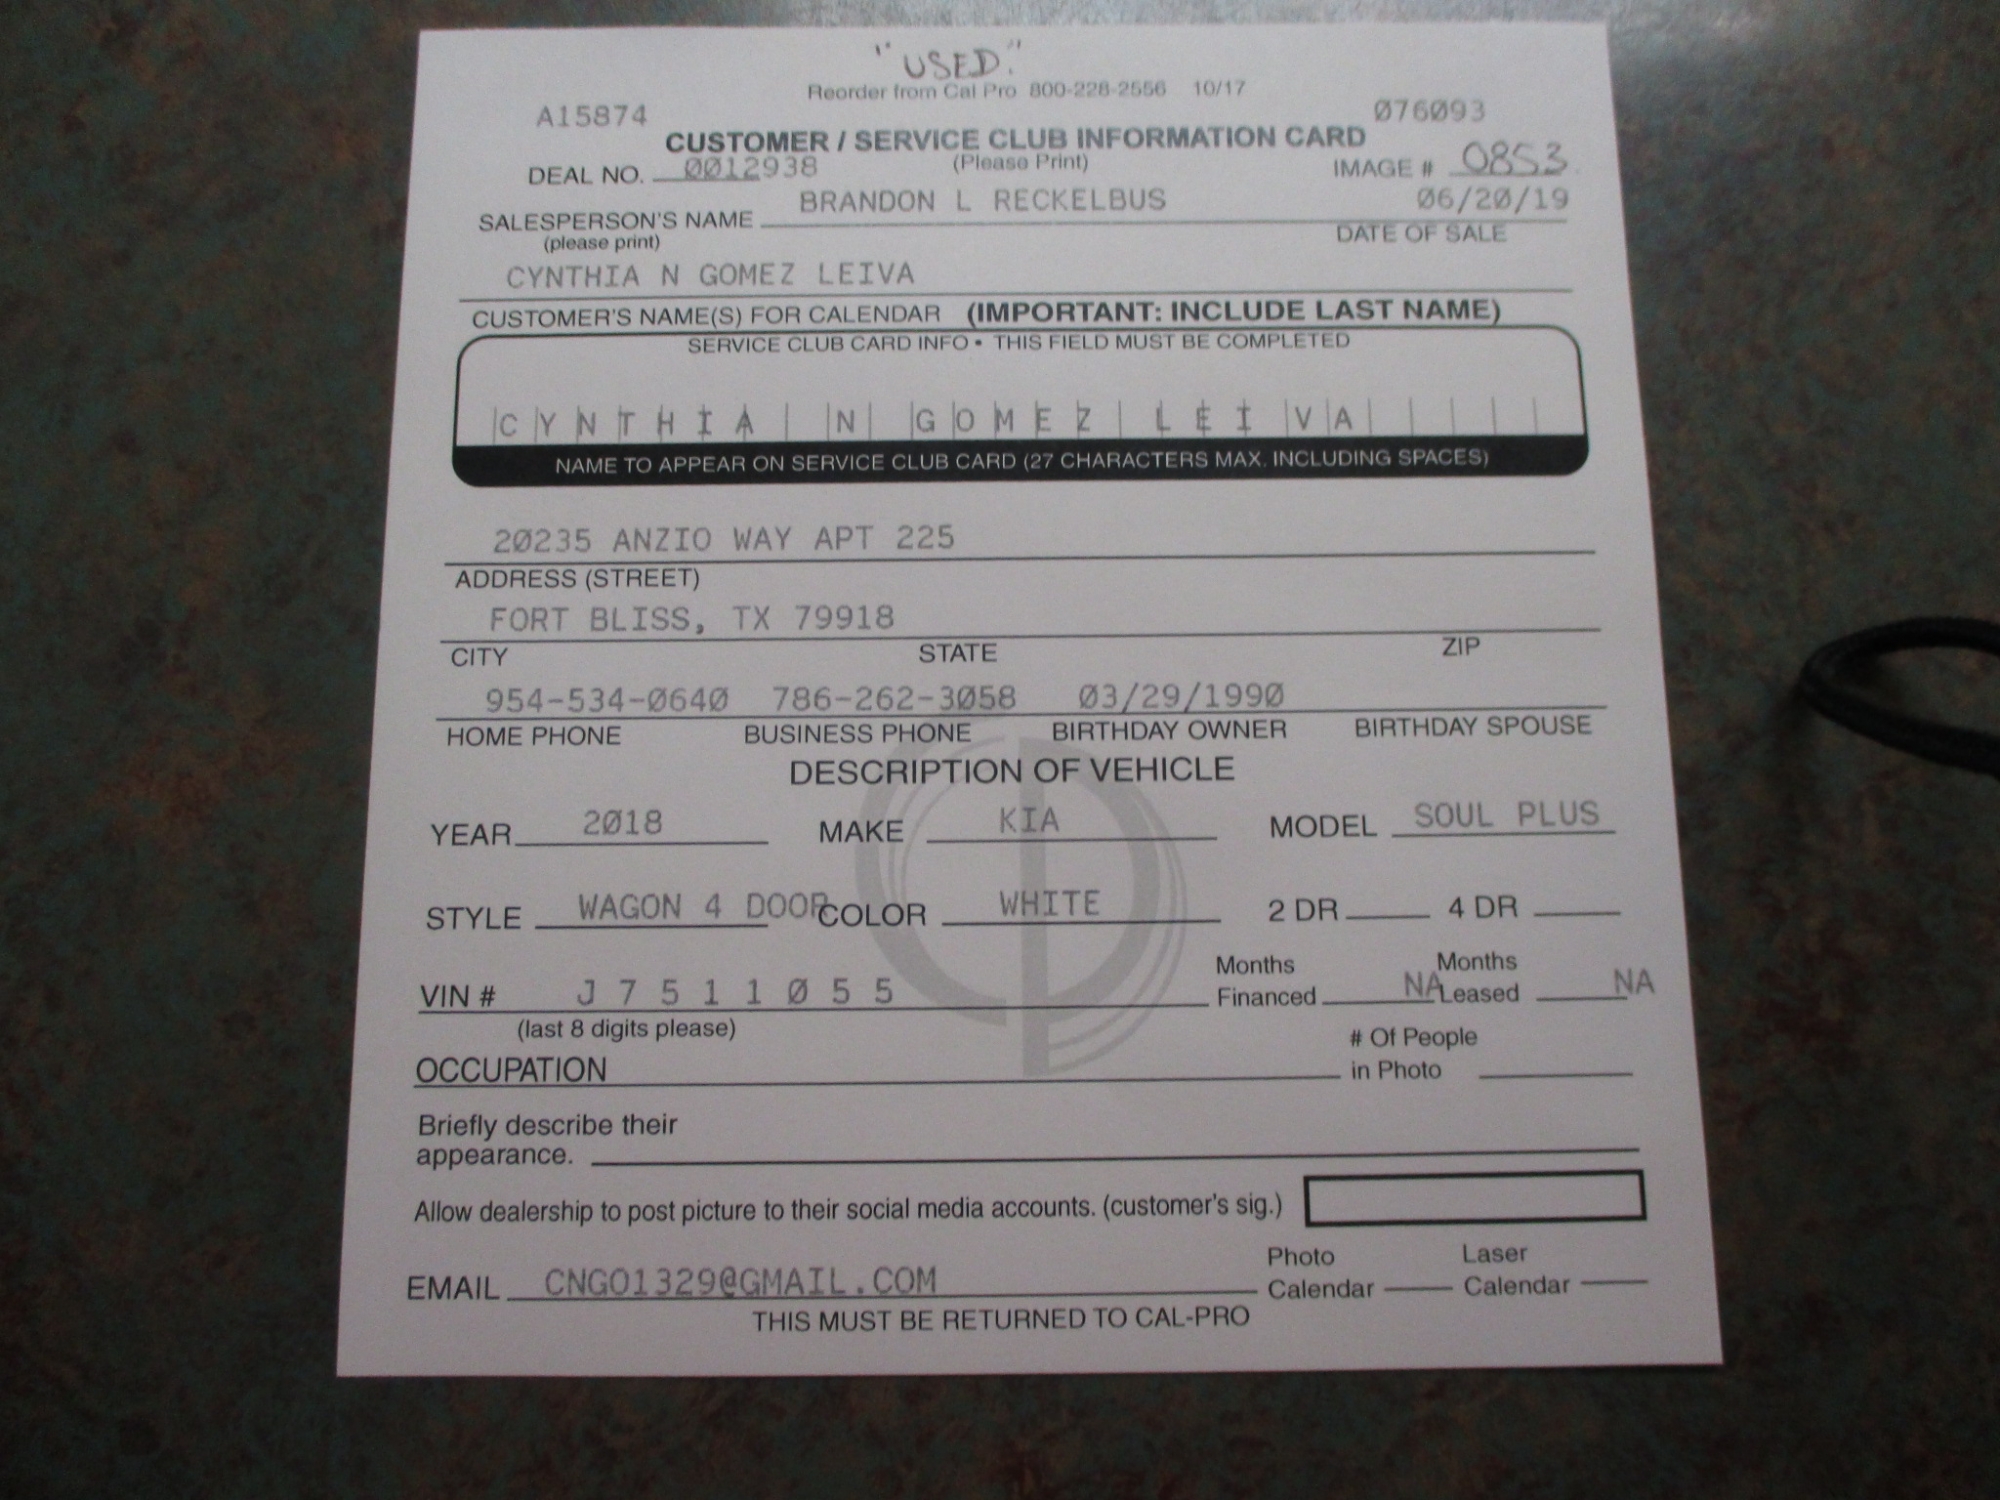 "USED."
Reorder from Cal Pro 800-228-2556 10/17
A15874 076093
CUSTOMER / SERVICE CLUB INFORMATION CARD
DEAL NO. 0012938 (Please Print) IMAGE # 0853
BRANDON L RECKELBUS 06/20/19
SALESPERSON'S NAME DATE OF SALE
(please print)
CYNTHIA N GOMEZ LEIVA
CUSTOMER'S NAME(S) FOR CALENDAR (IMPORTANT: INCLUDE LAST NAME)
SERVICE CLUB CARD INFO • THIS FIELD MUST BE COMPLETED
CYNTHIA N GOMEZ LEIVA
NAME TO APPEAR ON SERVICE CLUB CARD (27 CHARACTERS MAX. INCLUDING SPACES)
20235 ANZIO WAY APT 225
ADDRESS (STREET)
FORT BLISS, TX 79918
CITY STATE ZIP
954-534-0640 786-262-3058 03/29/1990
HOME PHONE BUSINESS PHONE BIRTHDAY OWNER BIRTHDAY SPOUSE
DESCRIPTION OF VEHICLE
YEAR 2018 MAKE KIA MODEL SOUL PLUS
STYLE WAGON 4 DOOR COLOR WHITE 2 DR 4 DR
Months Months
VIN # J7511055 Financed NA Leased NA
(last 8 digits please)
# Of People
OCCUPATION in Photo
Briefly describe their
appearance.
Allow dealership to post picture to their social media accounts. (customer's sig.)
Photo Laser
EMAIL CNGO1329@GMAIL.COM Calendar Calendar
THIS MUST BE RETURNED TO CAL-PRO